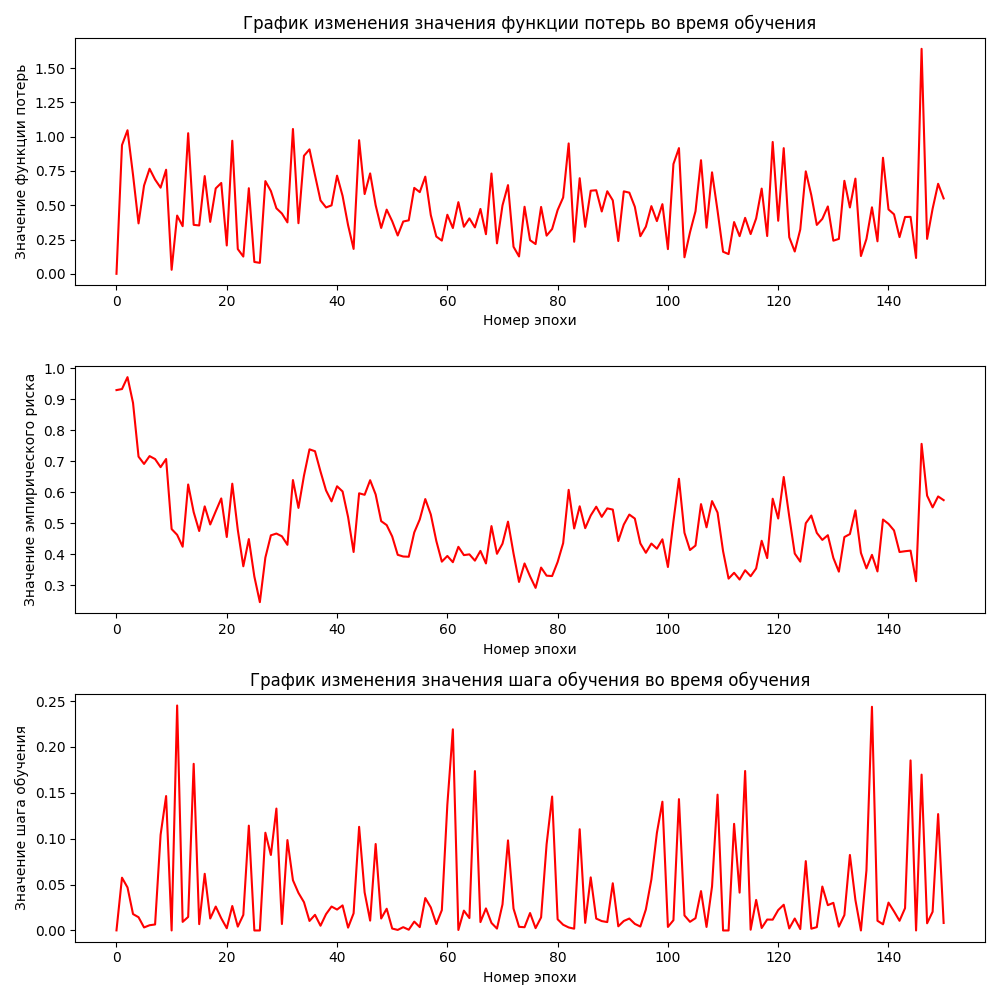 График изменения значения функции потерь во время обучения
Значение функции потерь
1.50
1.25
1.00
0.75
0.50
0.25
0.00
0 20 40 60 80 100 120 140
Номер эпохи
Значение эмпирического риска
1.0
0.9
0.8
0.7
0.6
0.5
0.4
0.3
0 20 40 60 80 100 120 140
Номер эпохи
График изменения значения шага обучения во время обучения
Значение шага обучения
0.25
0.20
0.15
0.10
0.05
0.00
0 20 40 60 80 100 120 140
Номер эпохи